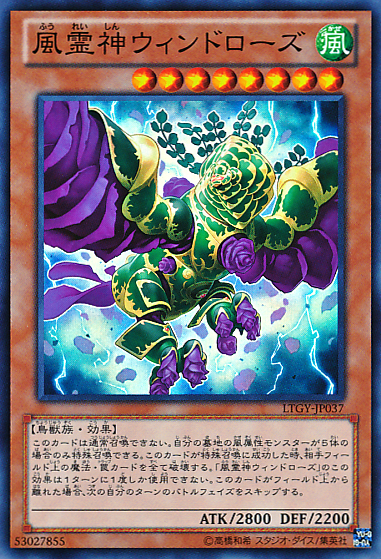 風霊神ウィンドローズ
風
LTGY-JP037
【鳥獣族・効果】
このカードは通常召喚できない。自分の墓地の風属性モンスターが5体の
場合のみ特殊召喚できる。このカードが特殊召喚に成功した時、相手フィ
ールド上の魔法・罠カードを全て破壊する。「風霊神ウィンドローズ」のこの
効果は1ターンに1度しか使用できない。このカードがフィールド上から
離れた場合、次の自分のターンのバトルフェイズをスキップする。
ATK/2800 DEF/2200
53027855
©高橋和希 スタジオ・ダイス/集英社